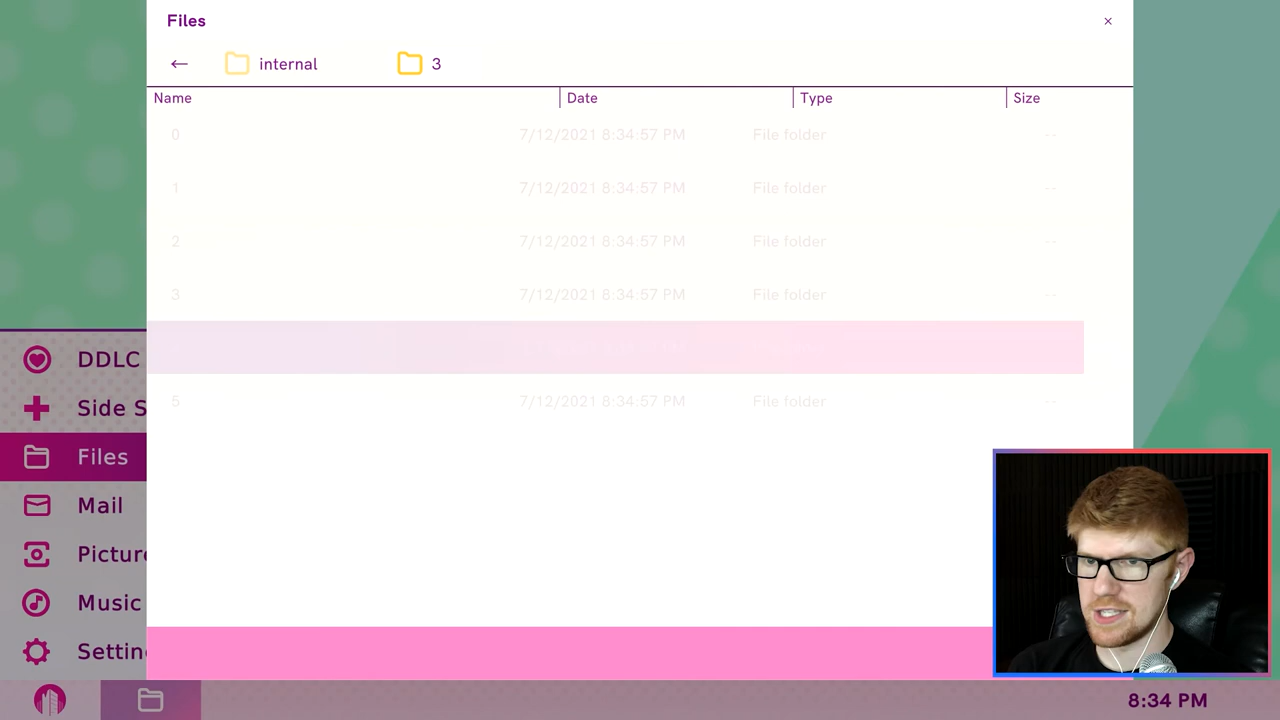 Files ×
← internal 3
Name Date Type Size
0 7/12/2021 8:34:57 PM File folder --
1 7/12/2021 8:34:57 PM File folder --
2 7/12/2021 8:34:57 PM File folder --
3 7/12/2021 8:34:57 PM File folder --
5 7/12/2021 8:34:57 PM File folder --
DDLC
Side S
Files
Mail
Pictur
Music
Settin
8:34 PM